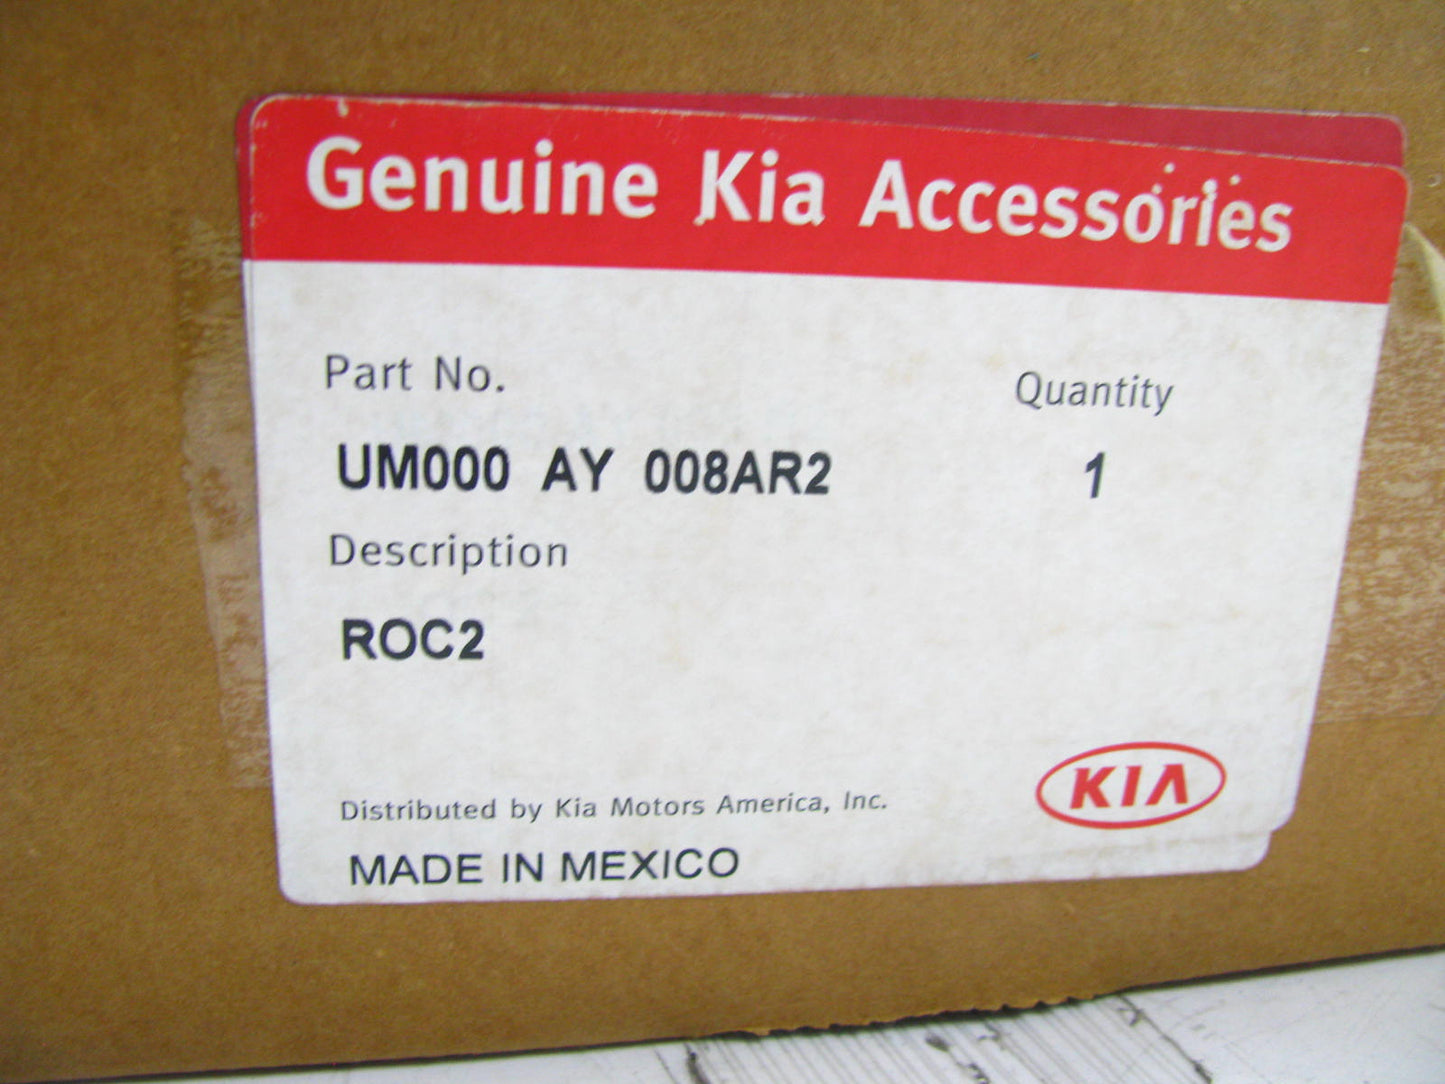 Genuine Kia Accessories
Part No.
Quantity
UM000 AY 008AR2
1
Description
ROC2
Distributed by Kia Motors America, Inc.
KIA
MADE IN MEXICO